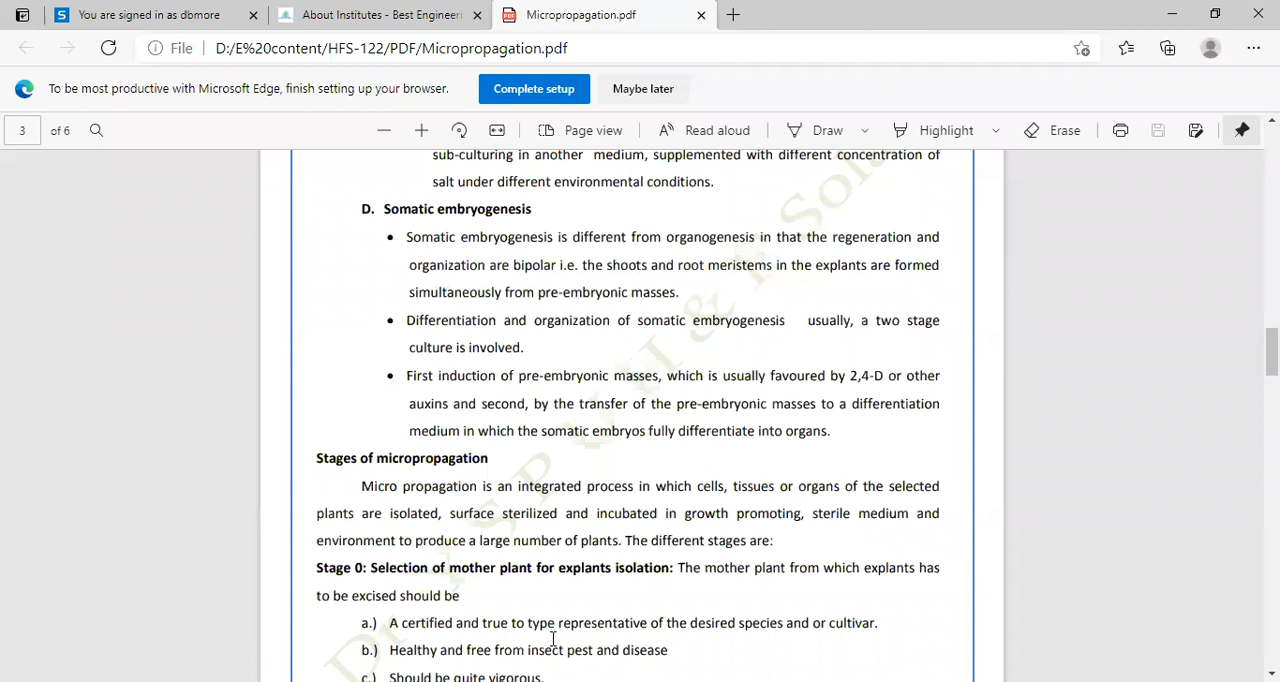 You are signed in as dbmore
About Institutes - Best Engineeri
Micropropagation.pdf
File
D:/E%20content/HFS-122/PDF/Micropropagation.pdf
To be most productive with Microsoft Edge, finish setting up your browser.
Complete setup
Maybe later
3 of 6
Page view
Read aloud
Draw
Highlight
Erase
sub-culturing in another medium, supplemented with different concentration of
salt under different environmental conditions.
D. Somatic embryogenesis
• Somatic embryogenesis is different from organogenesis in that the regeneration and
organization are bipolar i.e. the shoots and root meristems in the explants are formed
simultaneously from pre-embryonic masses.
• Differentiation and organization of somatic embryogenesis usually, a two stage
culture is involved.
• First induction of pre-embryonic masses, which is usually favoured by 2,4-D or other
auxins and second, by the transfer of the pre-embryonic masses to a differentiation
medium in which the somatic embryos fully differentiate into organs.
Stages of micropropagation
Micro propagation is an integrated process in which cells, tissues or organs of the selected
plants are isolated, surface sterilized and incubated in growth promoting, sterile medium and
environment to produce a large number of plants. The different stages are:
Stage 0: Selection of mother plant for explants isolation: The mother plant from which explants has
to be excised should be
a.) A certified and true to type representative of the desired species and or cultivar.
b.) Healthy and free from insect pest and disease
c.) Should be quite vigorous.